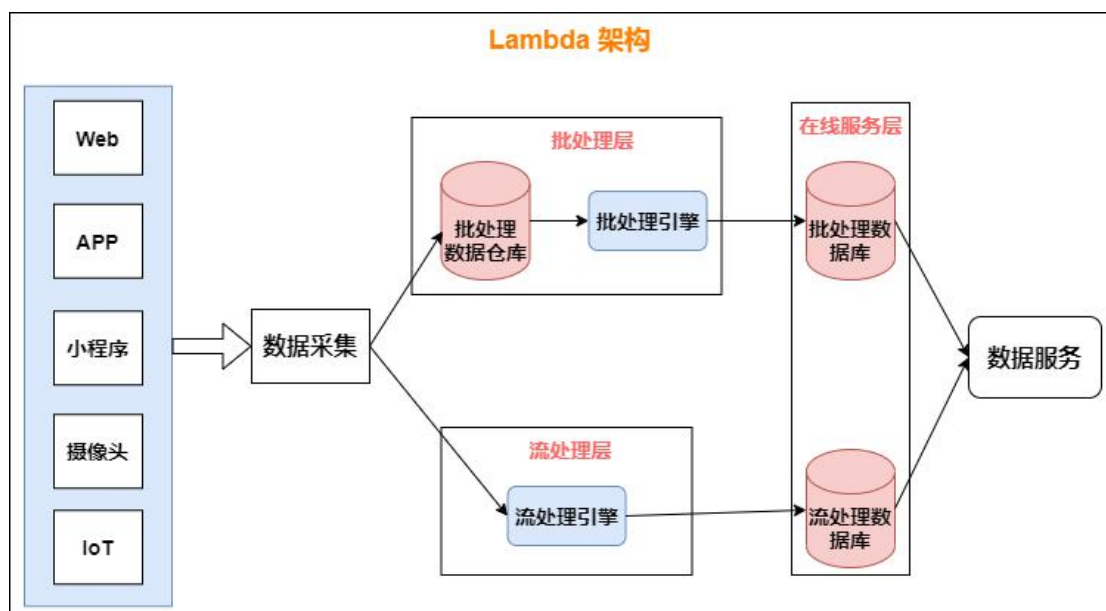 Lambda 架构
Web
APP
小程序
摄像头
IoT
数据采集
批处理层
批处理
数据仓库
批处理引擎
流处理层
流处理引擎
在线服务层
批处理数
据库
流处理数
据库
数据服务